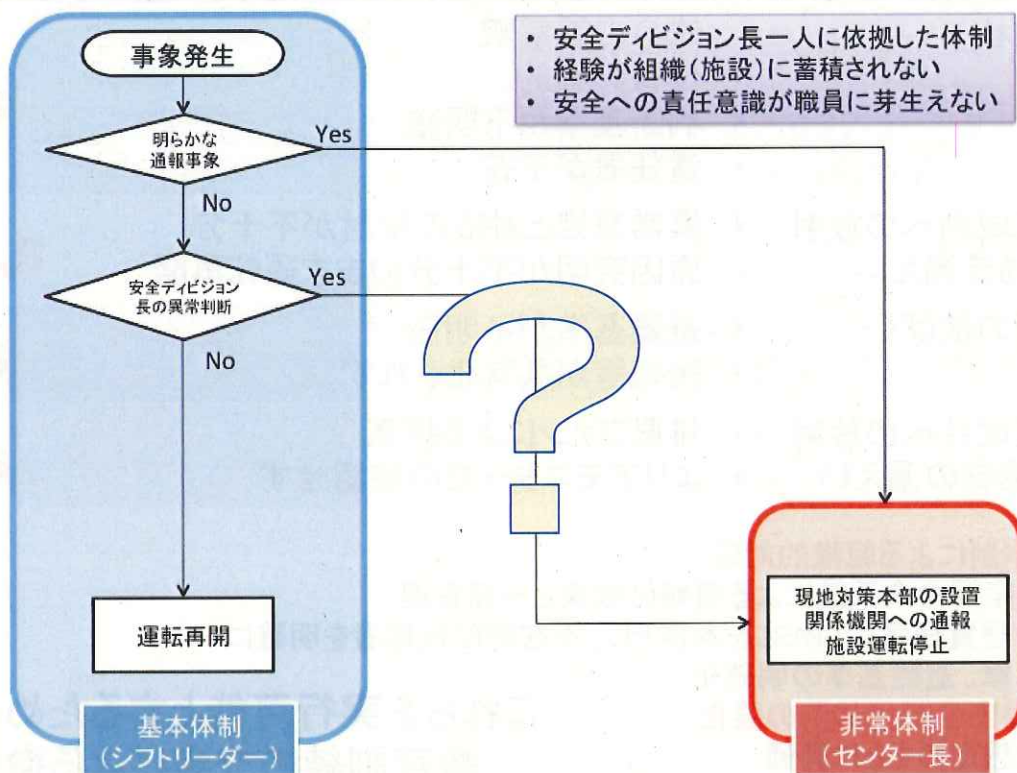 ・ 安全ディビジョン長一人に依拠した体制
・ 経験が組織(施設)に蓄積されない
・ 安全への責任意識が職員に芽生えない
事象発生
明らかな
通報事象
Yes
No
安全ディビジョン
長の異常判断
Yes
No
?
運転再開
現地対策本部の設置
関係機関への通報
施設運転停止
基本体制
(シフトリーダー)
非常体制
(センター長)